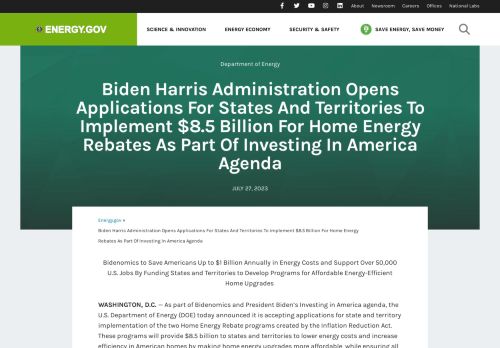 About Newsroom Careers Offices National Labs
ENERGY.GOV
SCIENCE & INNOVATION ENERGY ECONOMY SECURITY & SAFETY SAVE ENERGY, SAVE MONEY
Department of Energy
Biden Harris Administration Opens
Applications For States And Territories To
Implement $8.5 Billion For Home Energy
Rebates As Part Of Investing In America
Agenda
JULY 27, 2023
Energy.gov »
Biden Harris Administration Opens Applications For States And Territories To Implement $8.5 Billion For Home Energy
Rebates As Part Of Investing In America Agenda
Bidenomics to Save Americans Up to $1 Billion Annually in Energy Costs and Support Over 50,000
U.S. Jobs By Funding States and Territories to Develop Programs for Affordable Energy-Efficient
Home Upgrades
WASHINGTON, D.C. — As part of Bidenomics and President Biden's Investing in America agenda, the
U.S. Department of Energy (DOE) today announced it is accepting applications for state and territory
implementation of the two Home Energy Rebate programs created by the Inflation Reduction Act.
These programs will provide $8.5 billion to states and territories to lower energy costs and increase
efficiency in American homes by making home energy upgrades more affordable, while ensuring all